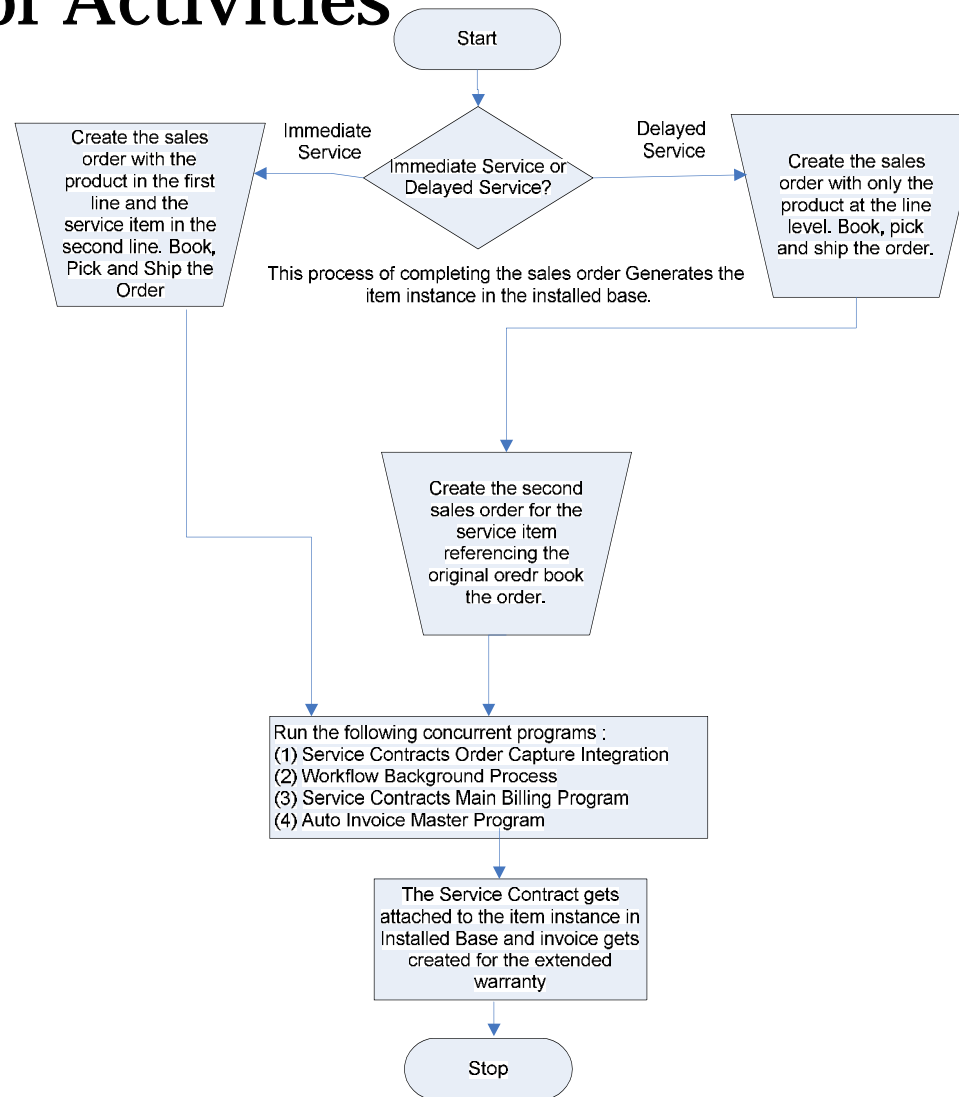 of Activities
Start
Immediate
Service
Delayed
Service
Immediate Service or
Delayed Service?
Create the sales
order with the
product in the first
line and the
service item in the
second line. Book,
Pick and Ship the
Order
Create the sales
order with only the
product at the line
level. Book, pick
and ship the order.
This process of completing the sales order Generates the
item instance in the installed base.
Create the second
sales order for the
service item
referencing the
original oredr book
the order.
Run the following concurrent programs :
(1) Service Contracts Order Capture Integration
(2) Workflow Background Process
(3) Service Contracts Main Billing Program
(4) Auto Invoice Master Program
The Service Contract gets
attached to the item instance in
Installed Base and invoice gets
created for the extended
warranty
Stop